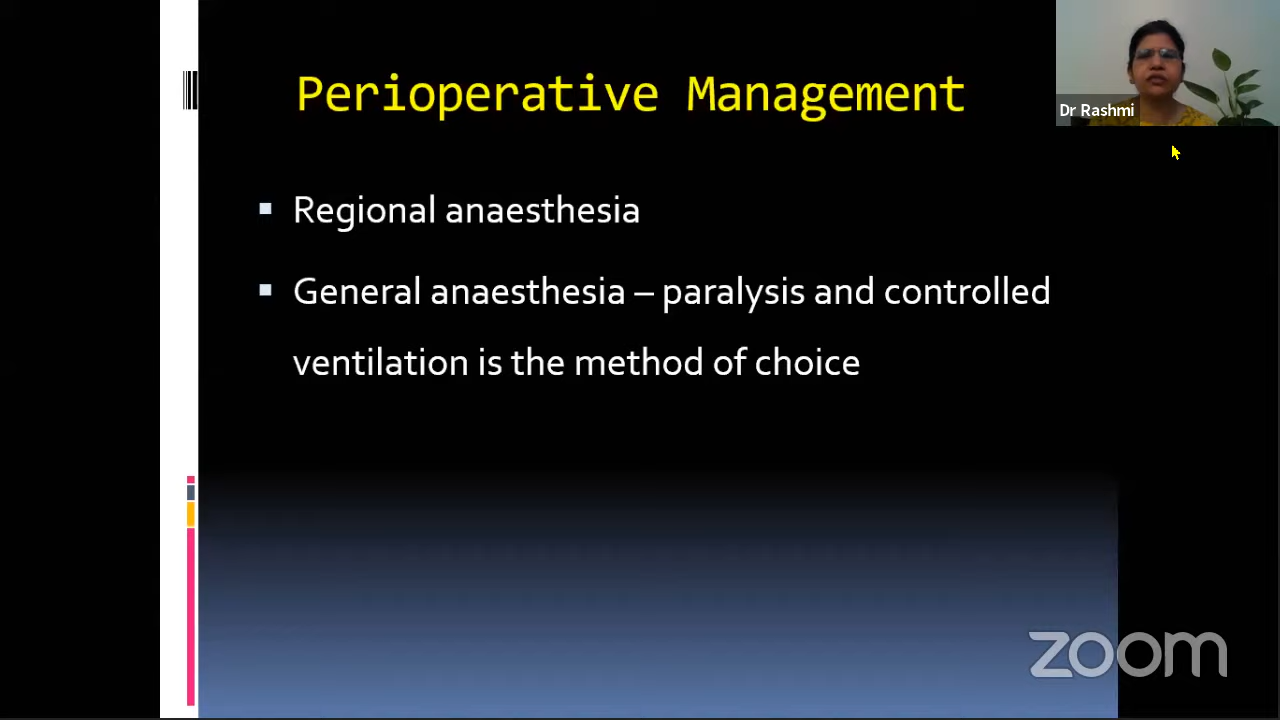 Perioperative Management
Dr Rashmi
▪ Regional anaesthesia
▪ General anaesthesia – paralysis and controlled
ventilation is the method of choice
zoom